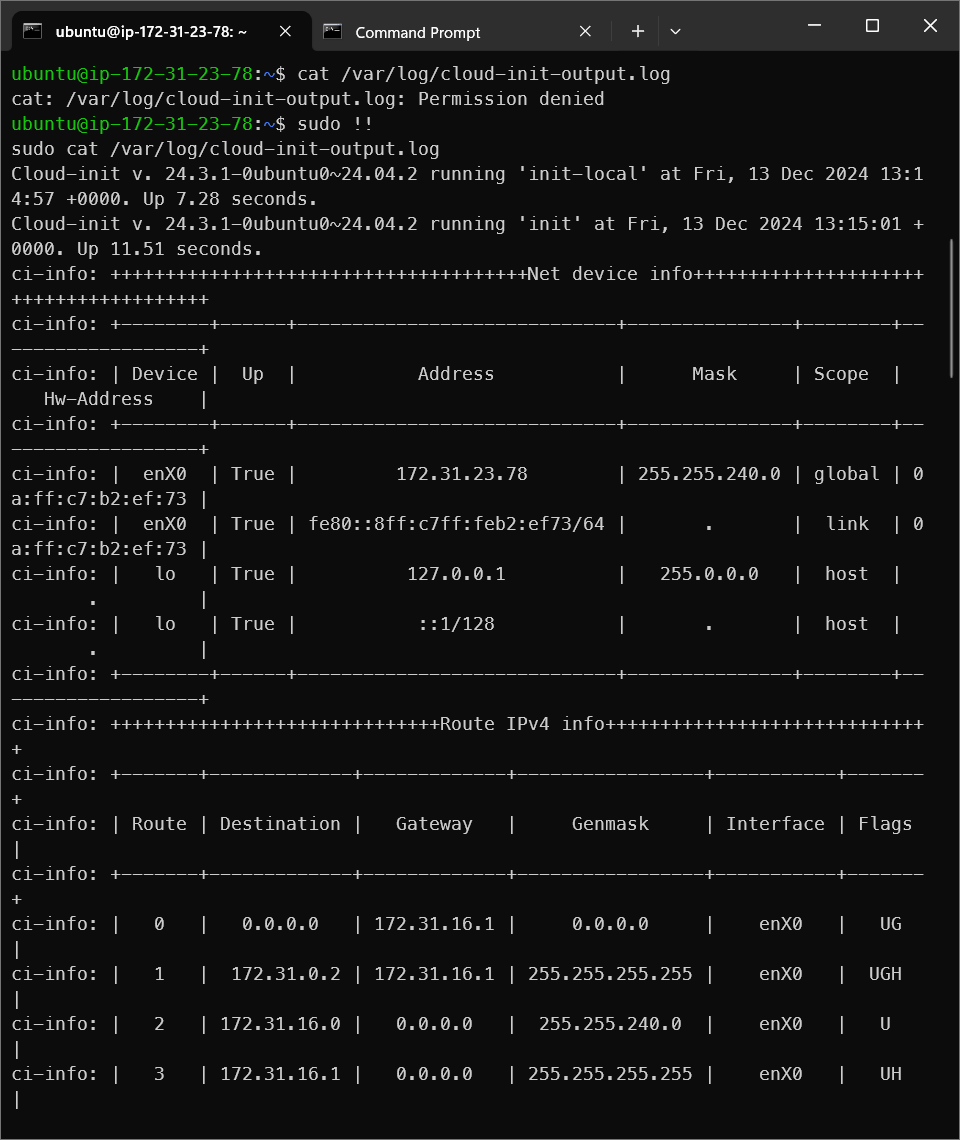 ubuntu@ip-172-31-23-78: ~
Command Prompt
ubuntu@ip-172-31-23-78:~$ cat /var/log/cloud-init-output.log
cat: /var/log/cloud-init-output.log: Permission denied
ubuntu@ip-172-31-23-78:~$ sudo !!
sudo cat /var/log/cloud-init-output.log
Cloud-init v. 24.3.1-0ubuntu0~24.04.2 running 'init-local' at Fri, 13 Dec 2024 13:1
4:57 +0000. Up 7.28 seconds.
Cloud-init v. 24.3.1-0ubuntu0~24.04.2 running 'init' at Fri, 13 Dec 2024 13:15:01 +
0000. Up 11.51 seconds.
ci-info: ++++++++++++++++++++++++++++++++++++++Net device info+++++++++++++++++++++
++++++++++++++++++
ci-info: +--------+------+-----------------------------+---------------+--------+--
-----------------+
ci-info: | Device |  Up  |           Address           |      Mask     | Scope  |
   Hw-Address    |
ci-info: +--------+------+-----------------------------+---------------+--------+--
-----------------+
ci-info: |  enX0  | True |         172.31.23.78        | 255.255.240.0 | global | 0
a:ff:c7:b2:ef:73 |
ci-info: |  enX0  | True | fe80::8ff:c7ff:feb2:ef73/64 |       .       |  link  | 0
a:ff:c7:b2:ef:73 |
ci-info: |   lo   | True |          127.0.0.1          |   255.0.0.0   |  host  |
       .         |
ci-info: |   lo   | True |           ::1/128           |       .       |  host  |
       .         |
ci-info: +--------+------+-----------------------------+---------------+--------+--
-----------------+
ci-info: ++++++++++++++++++++++++++++++Route IPv4 info+++++++++++++++++++++++++++++
+
ci-info: +-------+-------------+-------------+-----------------+-----------+-------
+
ci-info: | Route | Destination |   Gateway   |     Genmask     | Interface | Flags
|
ci-info: +-------+-------------+-------------+-----------------+-----------+-------
+
ci-info: |   0   |   0.0.0.0   | 172.31.16.1 |     0.0.0.0     |    enX0   |   UG
|
ci-info: |   1   |  172.31.0.2 | 172.31.16.1 | 255.255.255.255 |    enX0   |  UGH
|
ci-info: |   2   | 172.31.16.0 |   0.0.0.0   |  255.255.240.0  |    enX0   |   U
|
ci-info: |   3   | 172.31.16.1 |   0.0.0.0   | 255.255.255.255 |    enX0   |   UH
|